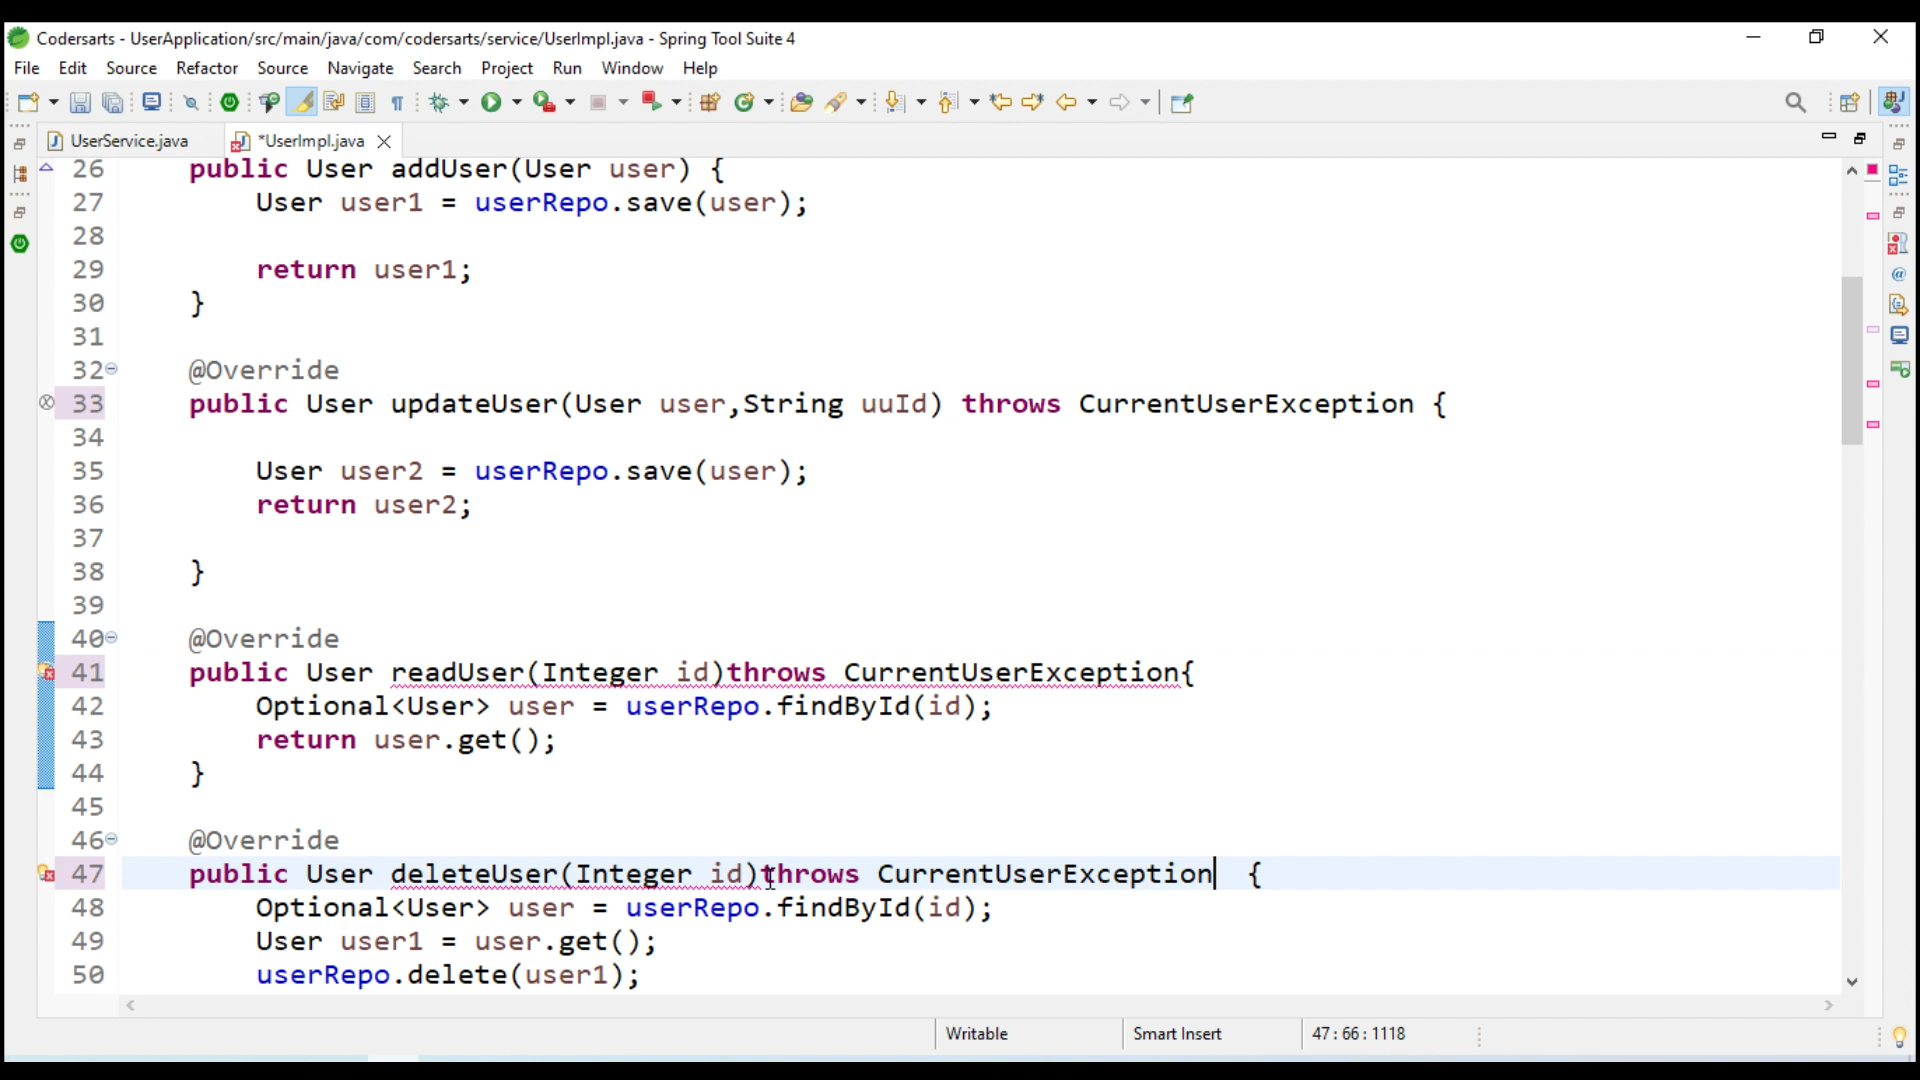 Codersarts - UserApplication/src/main/java/com/codersarts/service/UserImpl.java - Spring Tool Suite 4
File Edit Source Refactor Source Navigate Search Project Run Window Help
UserService.java *UserImpl.java
26 public User addUser(User user) {
27 User user1 = userRepo.save(user);
28
29 return user1;
30 }
31
32 @Override
33 public User updateUser(User user,String uuId) throws CurrentUserException {
34
35 User user2 = userRepo.save(user);
36 return user2;
37
38 }
39
40 @Override
41 public User readUser(Integer id)throws CurrentUserException{
42 Optional<User> user = userRepo.findById(id);
43 return user.get();
44 }
45
46 @Override
47 public User deleteUser(Integer id)throws CurrentUserException {
48 Optional<User> user = userRepo.findById(id);
49 User user1 = user.get();
50 userRepo.delete(user1);
Writable Smart Insert 47 : 66 : 1118